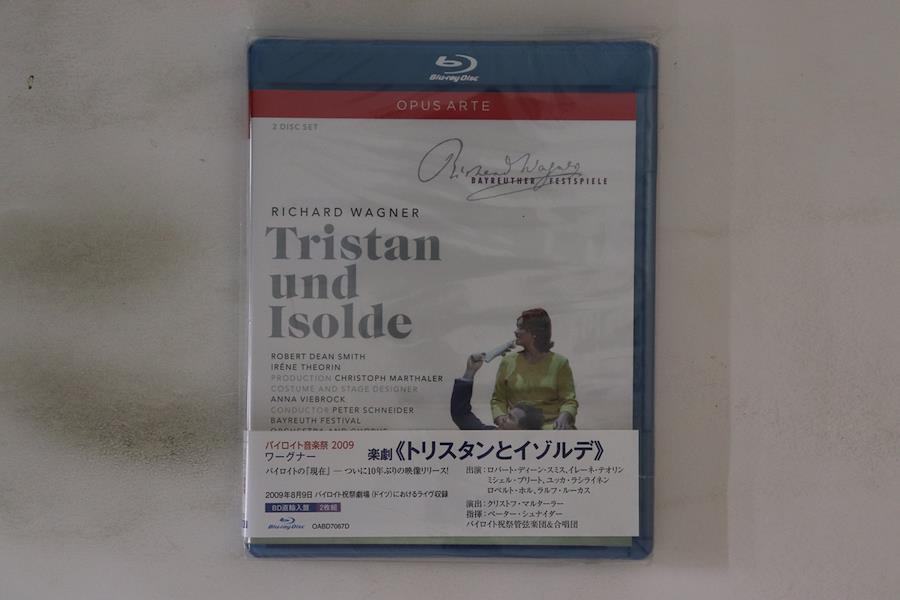 Blu-ray Disc
OPUS ARTE
2 DISC SET
Richard Wagner
BAYREUTHER FESTSPIELE
RICHARD WAGNER
Tristan
und
Isolde
ROBERT DEAN SMITH
IRÉNE THEORIN
PRODUCTION CHRISTOPH MARTHALER
COSTUME AND STAGE DESIGNER
ANNA VIEBROCK
CONDUCTOR PETER SCHNEIDER
BAYREUTH FESTIVAL
ORCHESTRA AND CHORUS
バイロイト音楽祭 2009
ワーグナー
楽劇《トリスタンとイゾルデ》
バイロイトの「現在」― ついに10年ぶりの映像リリース!
2009年8月9日 バイロイト祝祭劇場（ドイツ）におけるライヴ収録
BD直輸入盤 2枚組
Blu-ray Disc OABD7067D
出演：ロバート・ディーン・スミス、イレーネ・テオリン
ミシェル・ブリート、ユッカ・ラシライネン
ロベルト・ホル、ラルフ・ルーカス
演出：クリストフ・マルターラー
指揮：ペーター・シュナイダー
バイロイト祝祭管弦楽団&合唱団